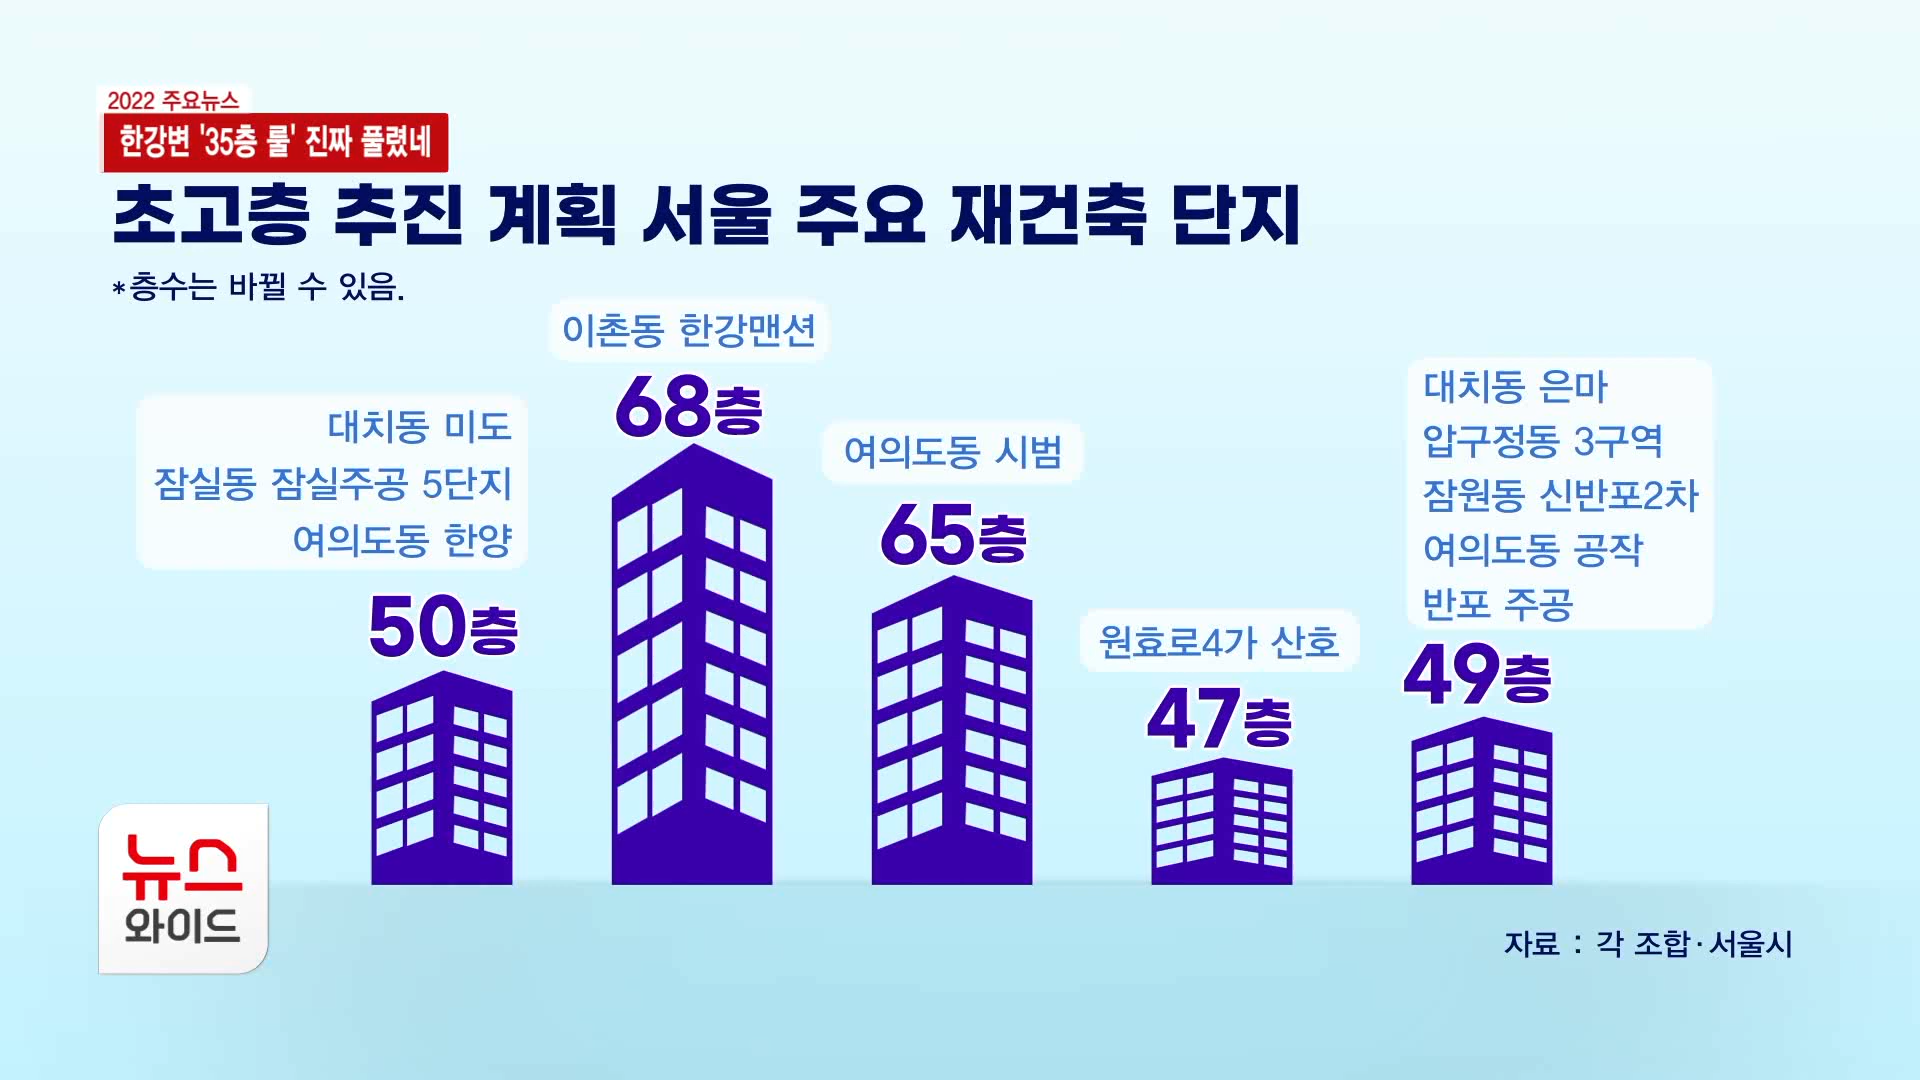 2022 주요뉴스
한강변 '35층 룰' 진짜 풀렸네
초고층 추진 계획 서울 주요 재건축 단지
*층수는 바뀔 수 있음.
대치동 미도
잠실동 잠실주공 5단지
여의도동 한양
50층
이촌동 한강맨션
68층
여의도동 시범
65층
원효로4가 산호
47층
대치동 은마
압구정동 3구역
잠원동 신반포2차
여의도동 공작
반포 주공
49층
뉴스
와이드
자료 : 각 조합·서울시